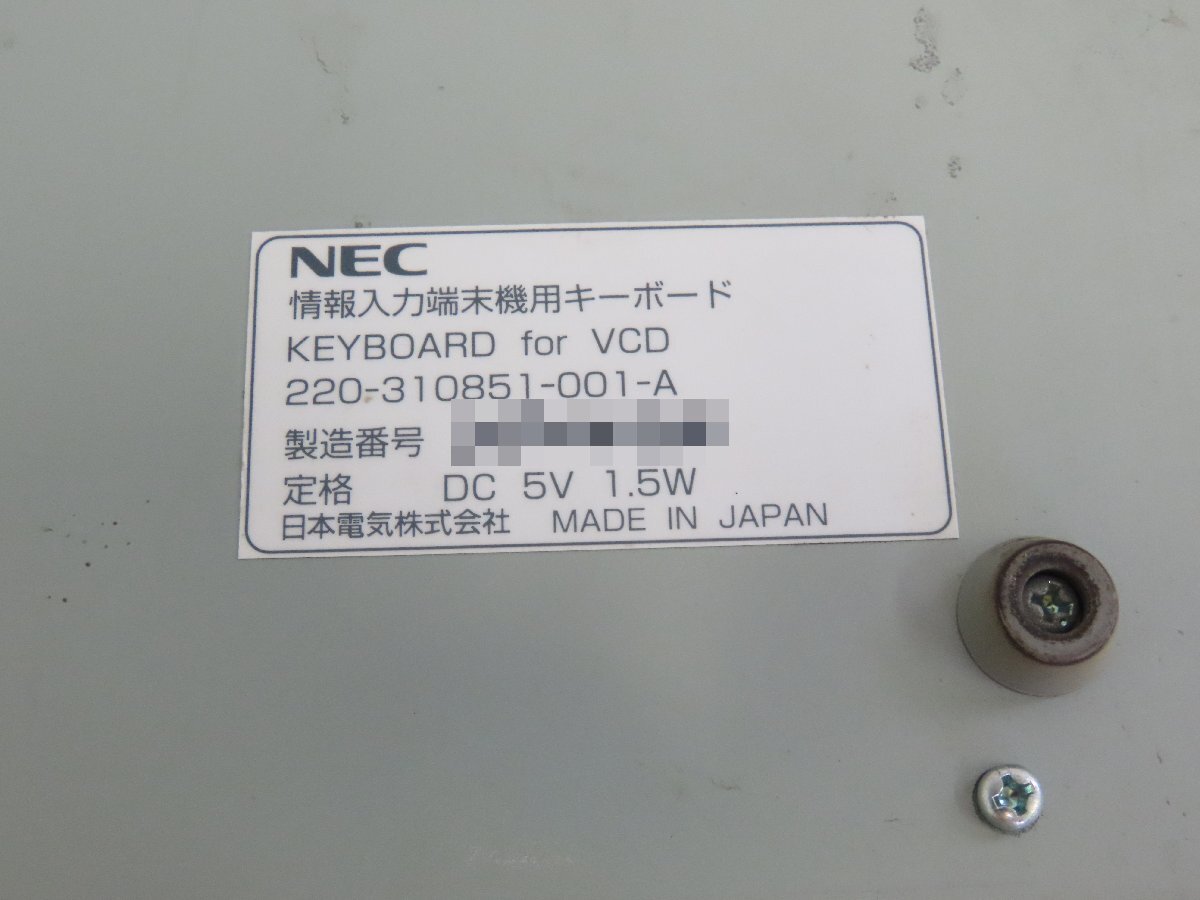 NEC
情報入力端末機用キーボード
KEYBOARD for VCD
220-310851-001-A
製造番号
定格 DC 5V 1.5W
日本電気株式会社 MADE IN JAPAN